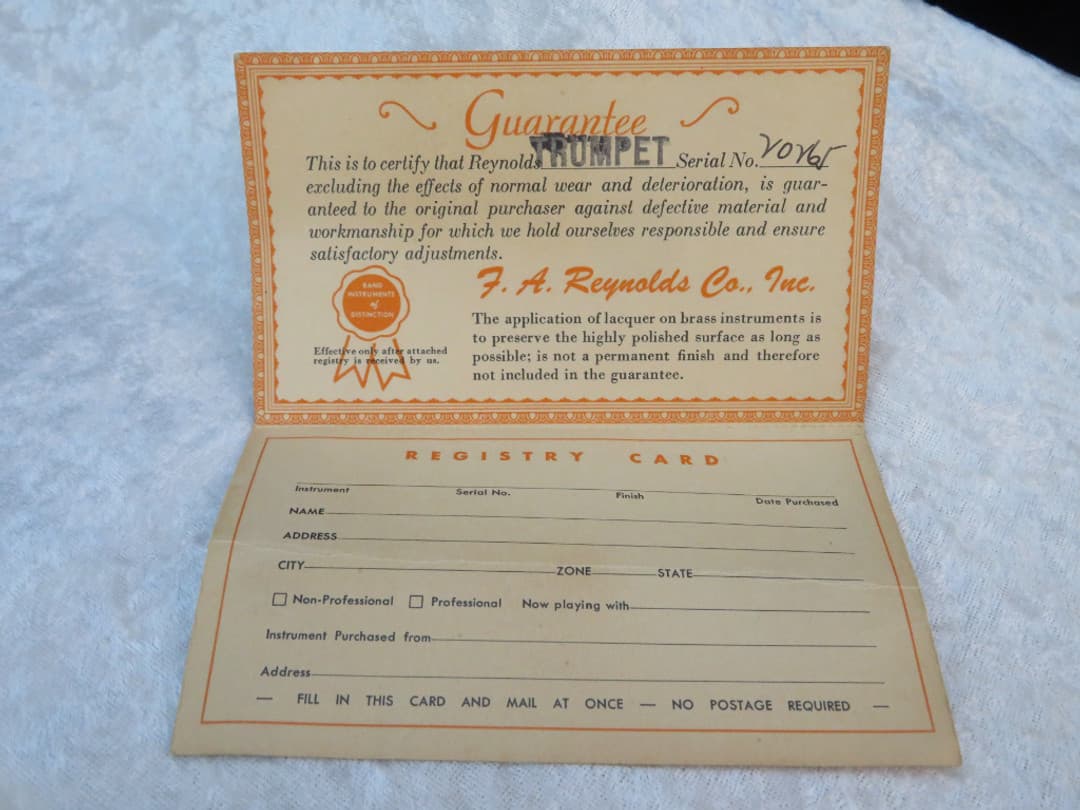 Guarantee
This is to certify that Reynolds TRUMPET Serial No.
excluding the effects of normal wear and deterioration, is guar-
anteed to the original purchaser against defective material and
workmanship for which we hold ourselves responsible and ensure
satisfactory adjustments.
BAND
INSTRUMENTS
of
DISTINCTION
Effective only after attached
registry is received by us.
F. A. Reynolds Co., Inc.
The application of lacquer on brass instruments is
to preserve the highly polished surface as long as
possible; is not a permanent finish and therefore
not included in the guarantee.
REGISTRY CARD
Instrument Serial No. Finish Date Purchased
NAME
ADDRESS
CITY ZONE STATE
Non-Professional Professional Now playing with
Instrument Purchased from
Address
— FILL IN THIS CARD AND MAIL AT ONCE — NO POSTAGE REQUIRED —